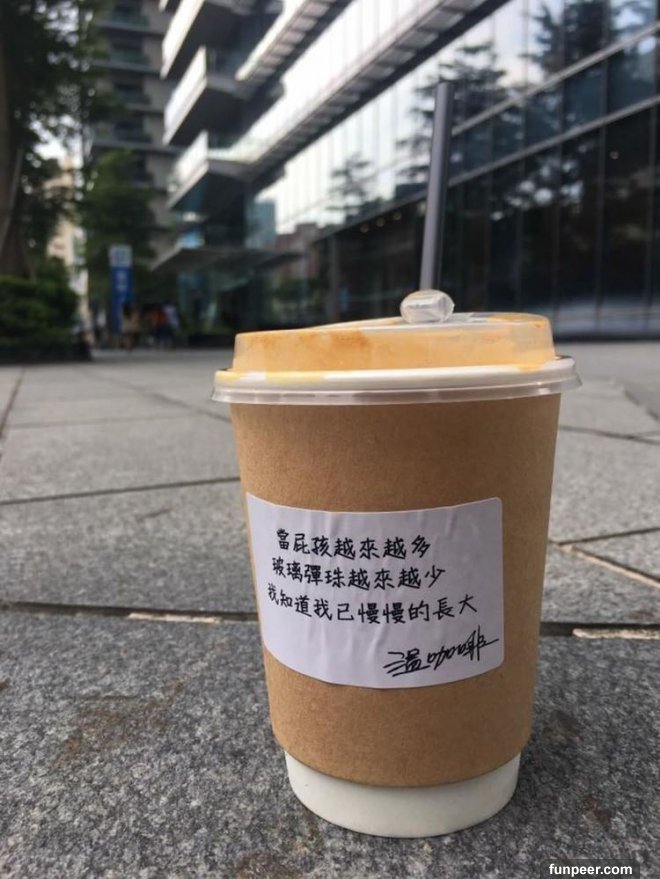 當屁孩越來越多
玻璃彈珠越來越少
我知道我已慢慢的長大
溫咖啡
funpeer.com